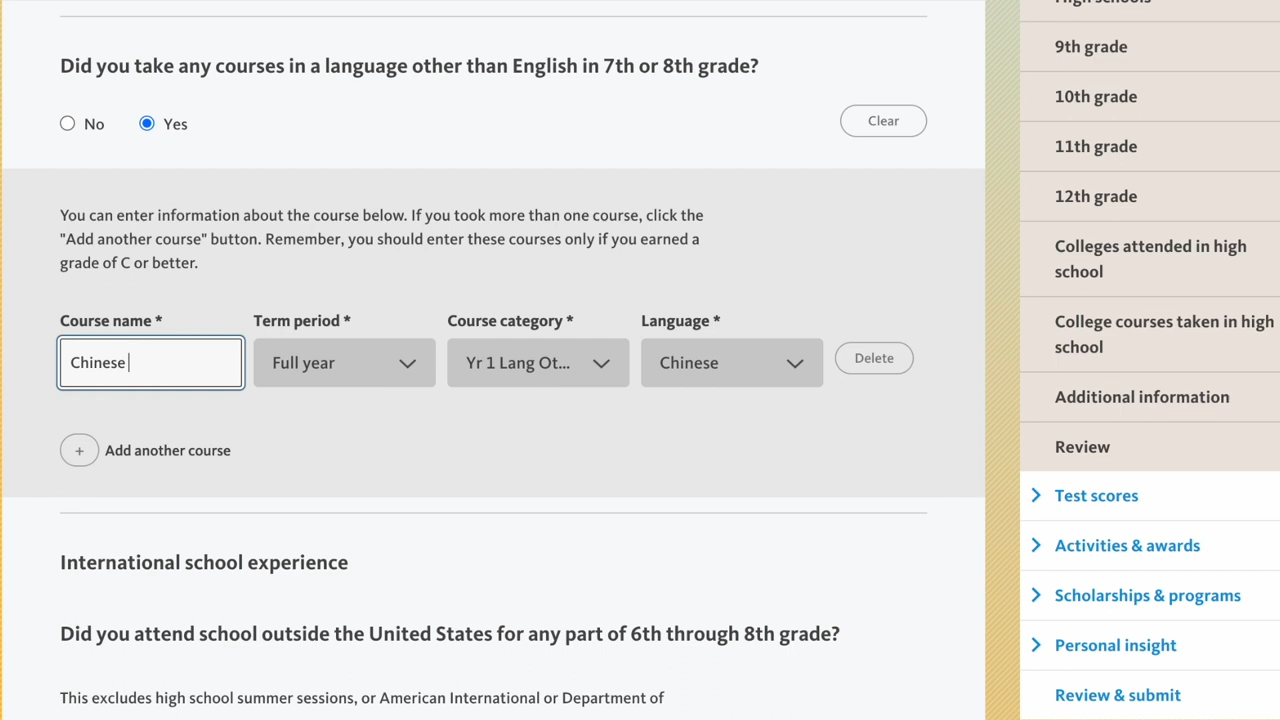 Did you take any courses in a language other than English in 7th or 8th grade?
No
Yes
Clear
You can enter information about the course below. If you took more than one course, click the
"Add another course" button. Remember, you should enter these courses only if you earned a
grade of C or better.
Course name *
Term period *
Course category *
Language *
Chinese
Full year
Yr 1 Lang Ot...
Chinese
Delete
+
Add another course
International school experience
Did you attend school outside the United States for any part of 6th through 8th grade?
This excludes high school summer sessions, or American International or Department of
High schools
9th grade
10th grade
11th grade
12th grade
Colleges attended in high
school
College courses taken in high
school
Additional information
Review
Test scores
Activities & awards
Scholarships & programs
Personal insight
Review & submit